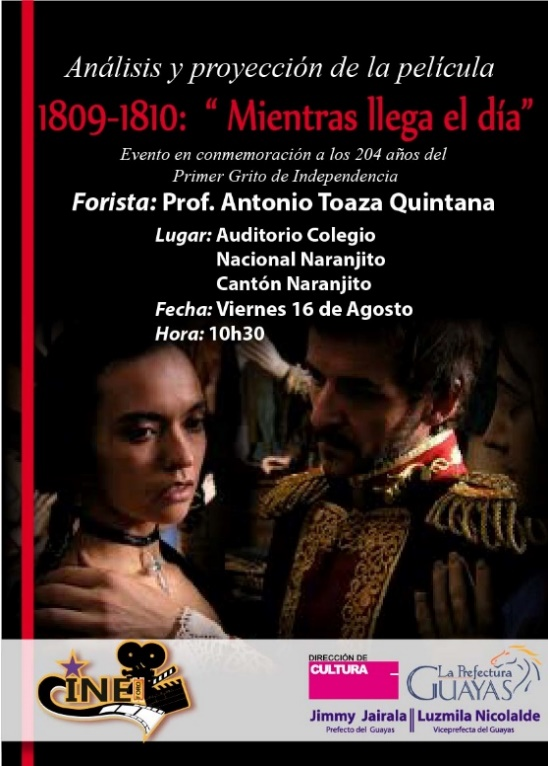 Análisis y proyección de la película
1809-1810: “ Mientras llega el día”
Evento en conmemoración a los 204 años del
Primer Grito de Independencia
Forista: Prof. Antonio Toaza Quintana
Lugar: Auditorio Colegio
Nacional Naranjito
Cantón Naranjito
Fecha: Viernes 16 de Agosto
Hora: 10h30
CINE
FORO
DIRECCIÓN DE
CULTURA
La Prefectura
GUAYAS
Jimmy Jairala
Prefecto del Guayas
Luzmila Nicolalde
Viceprefecta del Guayas